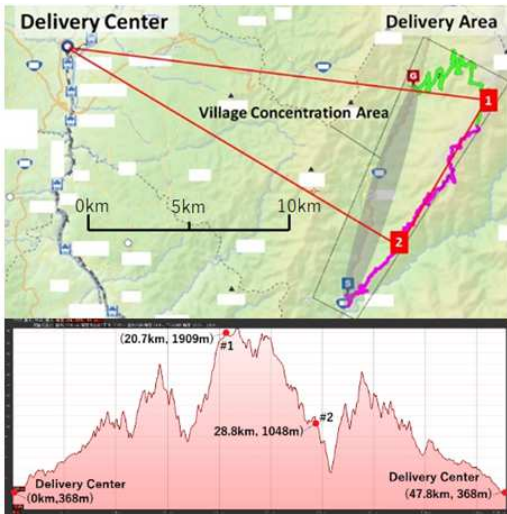 Delivery Center
Delivery Area
G
1
Village Concentration Area
0km
5km
10km
2
S
(20.7km, 1909m)
#1
#2
28.8km, 1048m)
Delivery Center
(0km,368m)
Delivery Center
(47.8km, 368m)